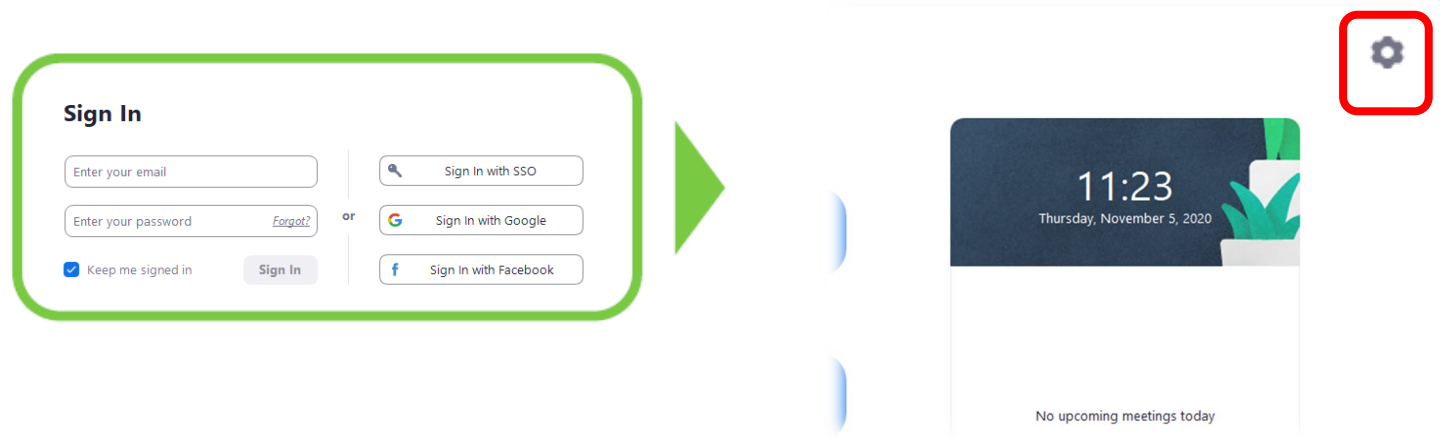 Sign In
Enter your email
Enter your password Forgot?
Keep me signed in Sign In
or
Sign In with SSO
Sign In with Google
Sign In with Facebook
11:23
Thursday, November 5, 2020
No upcoming meetings today